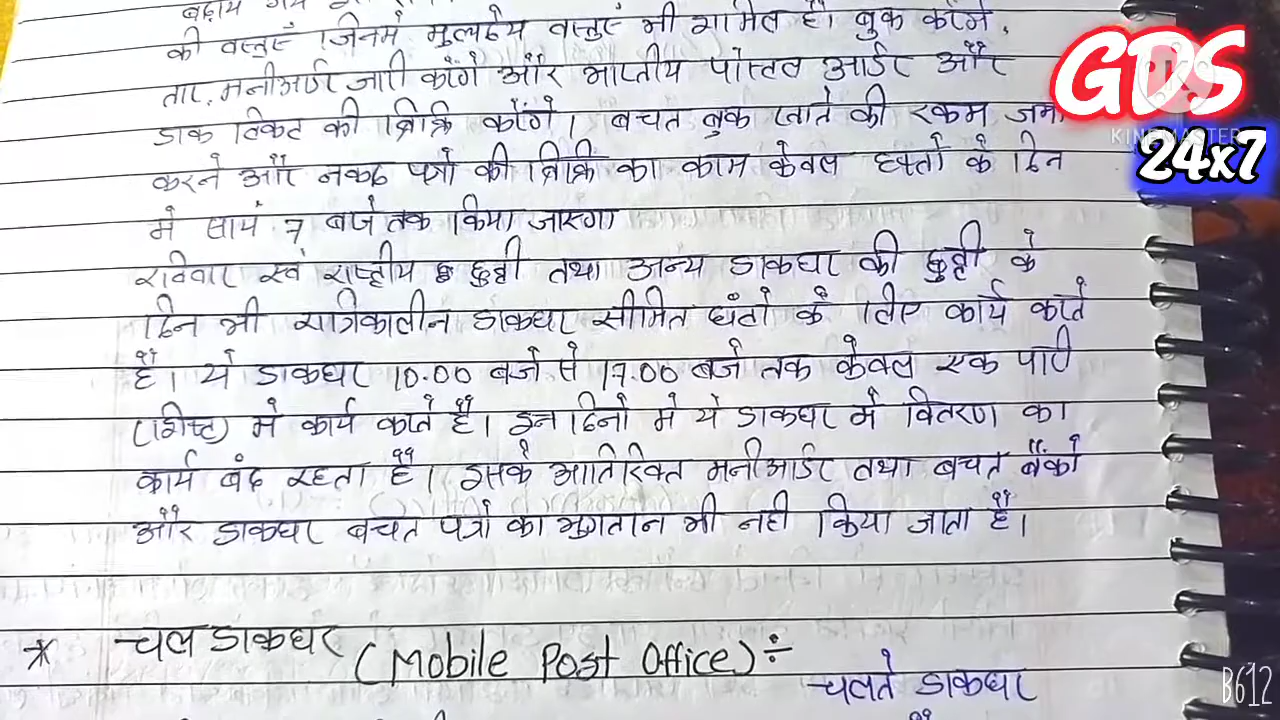 की वस्तुएं जिनमें मुल्यदेय वस्तुएं भी शामिल है। बुक करेंगे,
तार, मनीआर्डर जारी करेंगे और भारतीय पोस्टल आर्डर और
डाक टिकट की बिक्रि करेंगे। बचत बुक खाते की रकम जमा
करने और नकद पत्रो की बिक्रि का काम केवल हफ्तो के दिन
मे सायं 7 बजे तक किया जाएगा
रविवार एवं राष्ट्रीय छुट्टी तथा अन्य डाकघर की छुट्टी के
दिन भी रात्रिकालीन डाकघर सीमित घंटो के लिए कार्य करते
हैं। ये डाकघर 10.00 बजे से 17.00 बजे तक केवल एक पारी
(शिफ्ट) मे कार्य करते हैं। इन दिनो मे ये डाकघर मे वितरण का
कार्य बंद रहता हैं। इसके अतिरिक्त मनीआर्डर तथा बचत बैंको
और डाकघर बचत पत्रो का भुगतान भी नही किया जाता हैं।
* चल डाकघर (Mobile Post Office) ÷
चलते डाकघर
GDS
KINEMASTER
24x7
B612